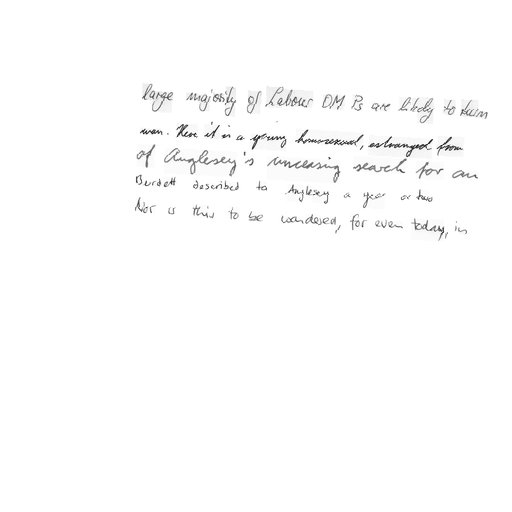 large majority of Labour DM Ps are likely to turn
man. Here it is a young homosexual, estranged from
of Anglesey's unceasing search for an
Burdett described to Anglesey a year or two
Nor is this to be wondered, for even today, in